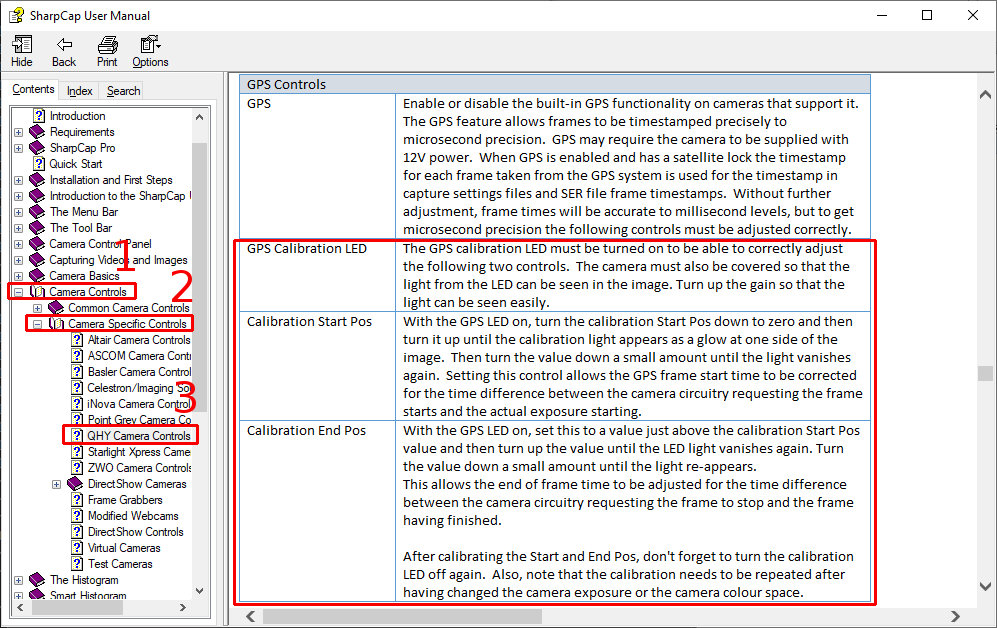 SharpCap User Manual
Hide Back Print Options
Contents Index Search
Introduction
Requirements
SharpCap Pro
Quick Start
Installation and First Steps
Introduction to the SharpCap
The Menu Bar
The Tool Bar
Camera Control Panel
Capturing Videos and Images
1
Camera Basics
2
Camera Controls
Common Camera Controls
Camera Specific Controls
Altair Camera Controls
ASCOM Camera Cont
Basler Camera Control
Celestron/Imaging So
3
iNova Camera Control
Point Grey Camera Co
QHY Camera Controls
Starlight Xpress Came
ZWO Camera Controls
DirectShow Cameras
Frame Grabbers
Modified Webcams
DirectShow Controls
Virtual Cameras
Test Cameras
The Histogram
Smart Histogram
GPS Controls
GPS
Enable or disable the built-in GPS functionality on cameras that support it.
The GPS feature allows frames to be timestamped precisely to
microsecond precision. GPS may require the camera to be supplied with
12V power. When GPS is enabled and has a satellite lock the timestamp
for each frame taken from the GPS system is used for the timestamp in
capture settings files and SER file frame timestamps. Without further
adjustment, frame times will be accurate to millisecond levels, but to get
microsecond precision the following controls must be adjusted correctly.
GPS Calibration LED
The GPS calibration LED must be turned on to be able to correctly adjust
the following two controls. The camera must also be covered so that the
light from the LED can be seen in the image. Turn up the gain so that the
light can be seen easily.
Calibration Start Pos
With the GPS LED on, turn the calibration Start Pos down to zero and then
turn it up until the calibration light appears as a glow at one side of the
image. Then turn the value down a small amount until the light vanishes
again. Setting this control allows the GPS frame start time to be corrected
for the time difference between the camera circuitry requesting the frame
starts and the actual exposure starting.
Calibration End Pos
With the GPS LED on, set this to a value just above the calibration Start Pos
value and then turn up the value until the LED light vanishes again. Turn
the value down a small amount until the light re-appears.
This allows the end of frame time to be adjusted for the time difference
between the camera circuitry requesting the frame to stop and the frame
having finished.
After calibrating the Start and End Pos, don't forget to turn the calibration
LED off again. Also, note that the calibration needs to be repeated after
having changed the camera exposure or the camera colour space.